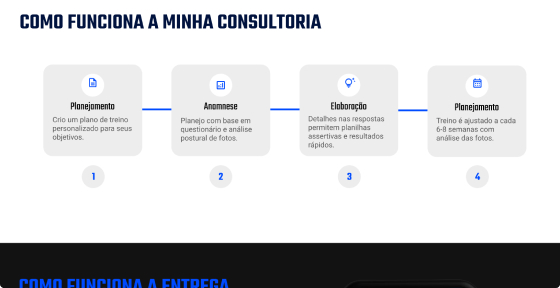 COMO FUNCIONA A MINHA CONSULTORIA
Planejamento
Crio um plano de treino
personalizado para seus
objetivos.
1
Anamnese
Planejo com base em
questionário e análise
postural de fotos.
2
Elaboração
Detalhes nas respostas
permitem planilhas
assertivas e resultados
rápidos.
3
Planejamento
Treino é ajustado a cada
6-8 semanas com
análise das fotos.
4
COMO FUNCIONA A ENTREGA